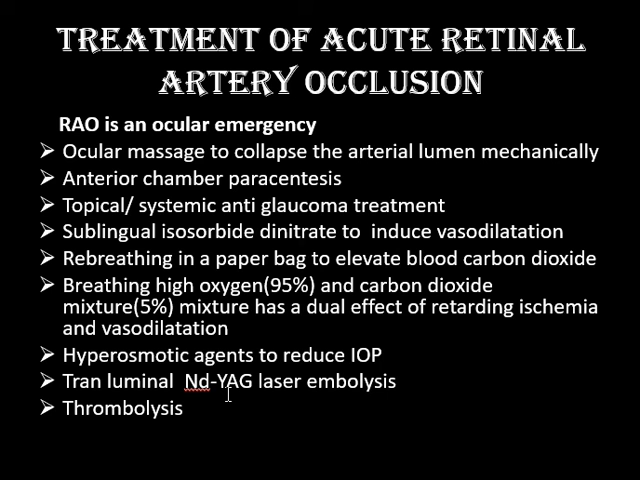 TREATMENT OF ACUTE RETINAL
ARTERY OCCLUSION
RAO is an ocular emergency
➢ Ocular massage to collapse the arterial lumen mechanically
➢ Anterior chamber paracentesis
➢ Topical/ systemic anti glaucoma treatment
➢ Sublingual isosorbide dinitrate to  induce vasodilatation
➢ Rebreathing in a paper bag to elevate blood carbon dioxide
➢ Breathing high oxygen(95%) and carbon dioxide
mixture(5%) mixture has a dual effect of retarding ischemia
and vasodilatation
➢ Hyperosmotic agents to reduce IOP
➢ Tran luminal  Nd-YAG laser embolysis
➢ Thrombolysis